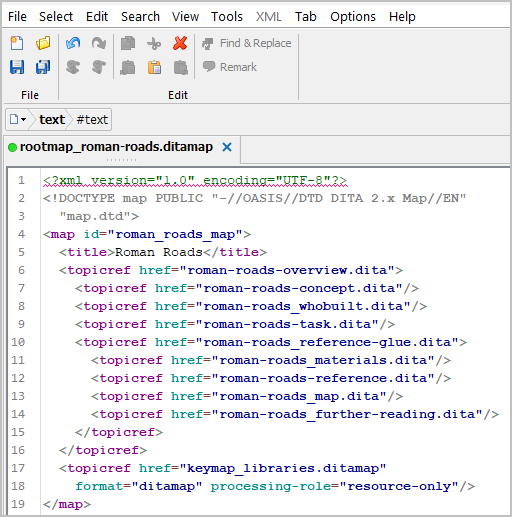 File Select Edit Search View Tools XML Tab Options Help
Find & Replace
Remark
File Edit
text #text
rootmap_roman-roads.ditamap ×
1 <?xml version="1.0" encoding="UTF-8"?>
2 <!DOCTYPE map PUBLIC "-//OASIS//DTD DITA 2.x Map//EN"
3 "map.dtd">
4 <map id="roman_roads_map">
5 <title>Roman Roads</title>
6 <topicref href="roman-roads-overview.dita">
7 <topicref href="roman-roads-concept.dita"/>
8 <topicref href="roman-roads_whobuilt.dita"/>
9 <topicref href="roman-roads-task.dita"/>
10 <topicref href="roman-roads_reference-glue.dita">
11 <topicref href="roman-roads_materials.dita"/>
12 <topicref href="roman-roads-reference.dita"/>
13 <topicref href="roman-roads_map.dita"/>
14 <topicref href="roman-roads_further-reading.dita"/>
15 </topicref>
16 </topicref>
17 <topicref href="keymap_libraries.ditamap"
18 format="ditamap" processing-role="resource-only"/>
19 </map>